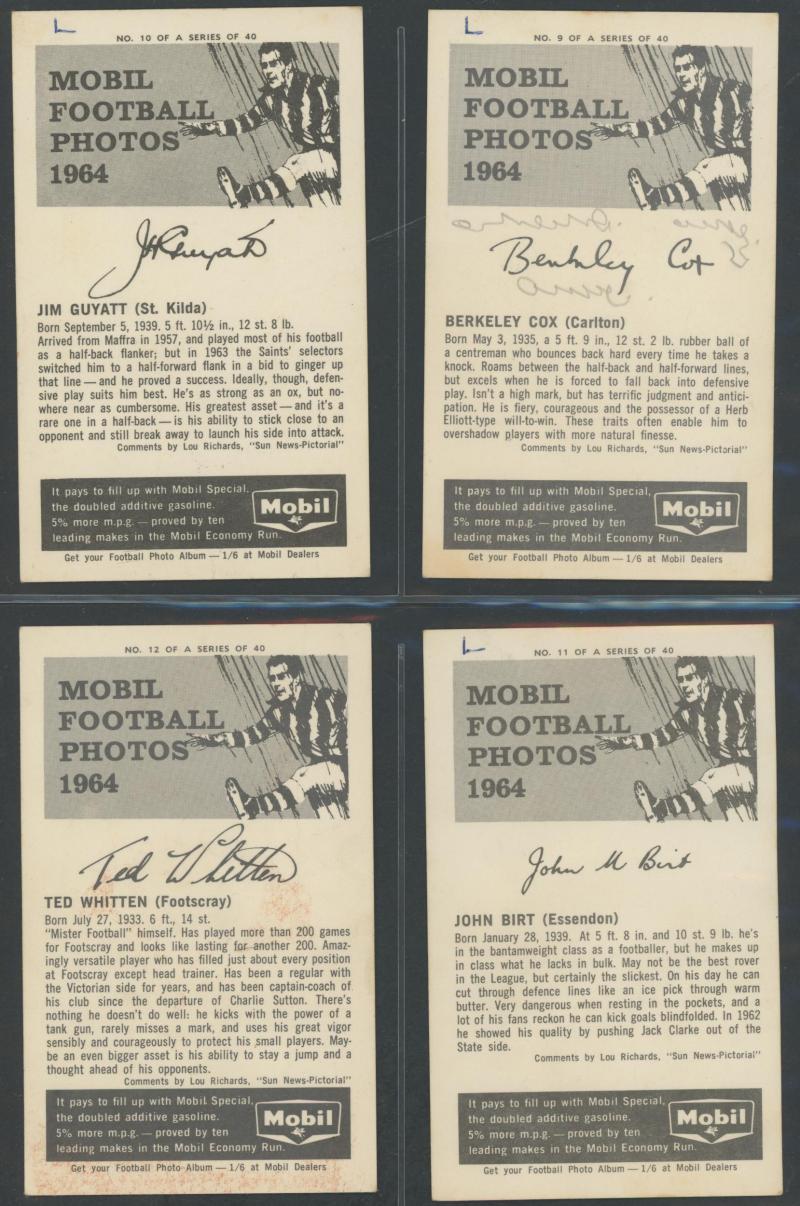 L
NO. 10 OF A SERIES OF 40
MOBIL
FOOTBALL
PHOTOS
1964
JH Guyatt
JIM GUYATT (St. Kilda)
Born September 5, 1939. 5 ft. 10½ in., 12 st. 8 lb.
Arrived from Maffra in 1957, and played most of his football
as a half-back flanker; but in 1963 the Saints' selectors
switched him to a half-forward flank in a bid to ginger up
that line — and he proved a success. Ideally, though, defen-
sive play suits him best. He's as strong as an ox, but no-
where near as cumbersome. His greatest asset — and it's a
rare one in a half-back — is his ability to stick close to an
opponent and still break away to launch his side into attack.
Comments by Lou Richards, "Sun News-Pictorial"
It pays to fill up with Mobil Special,
the doubled additive gasoline.
5% more m.p.g. — proved by ten
leading makes in the Mobil Economy Run.
Mobil
Get your Football Photo Album — 1/6 at Mobil Dealers
L
NO. 9 OF A SERIES OF 40
MOBIL
FOOTBALL
PHOTOS
1964
Berkeley Cox
BERKELEY COX (Carlton)
Born May 3, 1935, a 5 ft. 9 in., 12 st. 2 lb. rubber ball of
a centreman who bounces back hard every time he takes a
knock. Roams between the half-back and half-forward lines,
but excels when he is forced to fall back into defensive
play. Isn't a high mark, but has terrific judgment and antici-
pation. He is fiery, courageous and the possessor of a Herb
Elliott-type will-to-win. These traits often enable him to
overshadow players with more natural finesse.
Comments by Lou Richards, "Sun News-Pictorial"
It pays to fill up with Mobil Special,
the doubled additive gasoline.
5% more m.p.g. — proved by ten
leading makes in the Mobil Economy Run.
Mobil
Get your Football Photo Album — 1/6 at Mobil Dealers
NO. 12 OF A SERIES OF 40
MOBIL
FOOTBALL
PHOTOS
1964
Ted Whitten
TED WHITTEN (Footscray)
Born July 27, 1933. 6 ft., 14 st.
"Mister Football" himself. Has played more than 200 games
for Footscray and looks like lasting for another 200. Amaz-
ingly versatile player who has filled just about every position
at Footscray except head trainer. Has been a regular with
the Victorian side for years, and has been captain-coach of
his club since the departure of Charlie Sutton. There's
nothing he doesn't do well: he kicks with the power of a
tank gun, rarely misses a mark, and uses his great vigor
sensibly and courageously to protect his small players. May-
be an even bigger asset is his ability to stay a jump and a
thought ahead of his opponents.
Comments by Lou Richards, "Sun News-Pictorial"
It pays to fill up with Mobil Special,
the doubled additive gasoline.
5% more m.p.g. — proved by ten
leading makes in the Mobil Economy Run.
Mobil
Get your Football Photo Album — 1/6 at Mobil Dealers
L
NO. 11 OF A SERIES OF 40
MOBIL
FOOTBALL
PHOTOS
1964
John M Birt
JOHN BIRT (Essendon)
Born January 28, 1939. At 5 ft. 8 in. and 10 st. 9 lb. he's
in the bantamweight class as a footballer, but he makes up
in class what he lacks in bulk. May not be the best rover
in the League, but certainly the slickest. On his day he can
cut through defence lines like an ice pick through warm
butter. Very dangerous when resting in the pockets, and a
lot of his fans reckon he can kick goals blindfolded. In 1962
he showed his quality by pushing Jack Clarke out of the
State side.
Comments by Lou Richards, "Sun News-Pictorial"
It pays to fill up with Mobil Special,
the doubled additive gasoline.
5% more m.p.g. — proved by ten
leading makes in the Mobil Economy Run.
Mobil
Get your Football Photo Album — 1/6 at Mobil Dealers